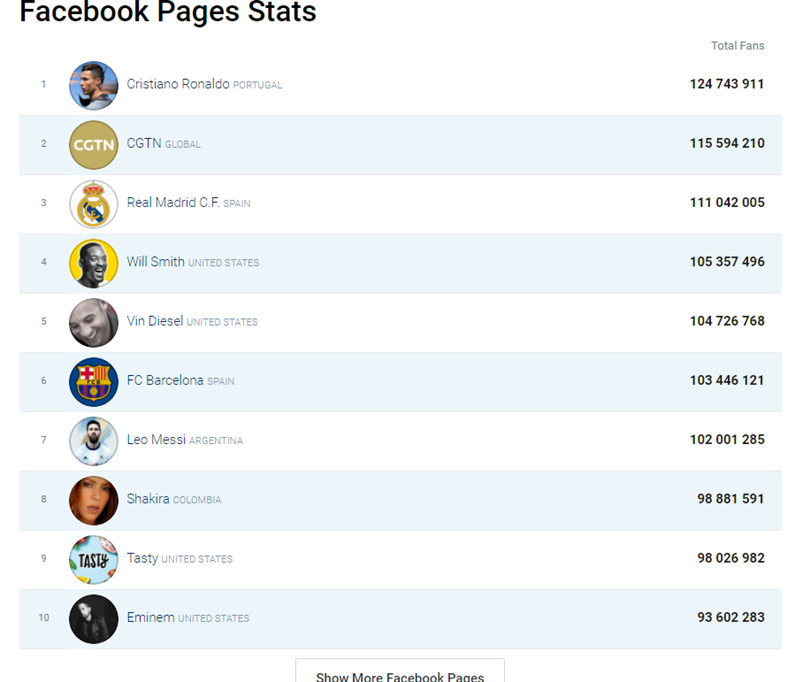 Facebook Pages Stats
Total Fans
1 Cristiano Ronaldo PORTUGAL 124 743 911
2 CGTN CGTN GLOBAL 115 594 210
3 Real Madrid C.F. SPAIN 111 042 005
4 Will Smith UNITED STATES 105 357 496
5 Vin Diesel UNITED STATES 104 726 768
6 FCB FC Barcelona SPAIN 103 446 121
7 Leo Messi ARGENTINA 102 001 285
8 Shakira COLOMBIA 98 881 591
9 TASTY Tasty UNITED STATES 98 026 982
10 Eminem UNITED STATES 93 602 283
Show More Facebook Pages